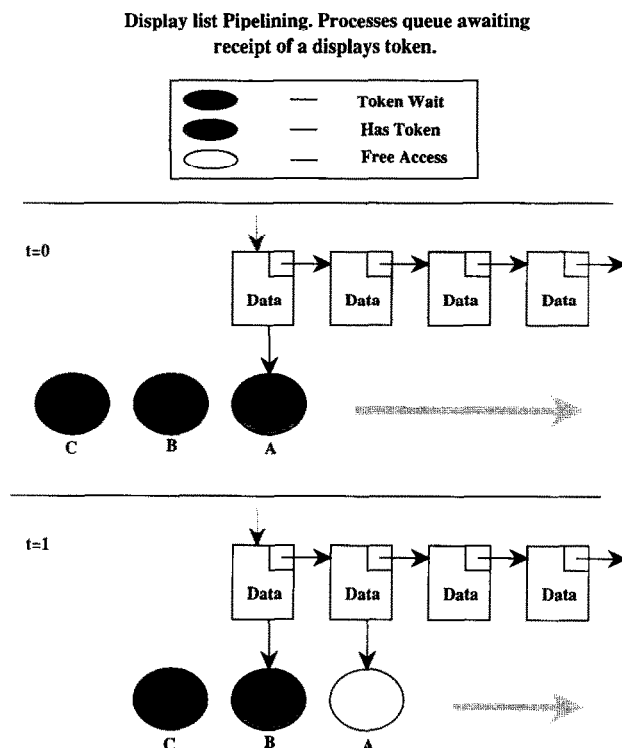 Display list Pipelining. Processes queue awaiting
receipt of a displays token.
Token Wait
Has Token
Free Access
t=0
Data Data Data Data
C B A
t=1
Data Data Data Data
C B A